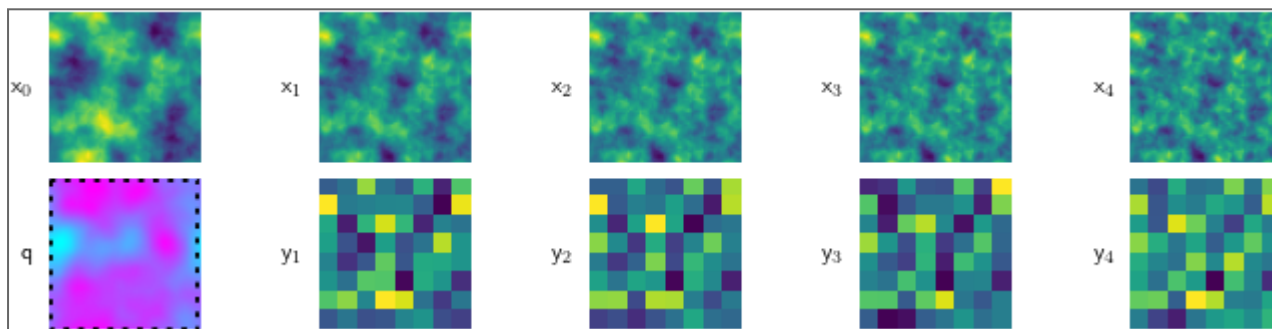 x₀ x₁ x₂ x₃ x₄
q y₁ y₂ y₃ y₄